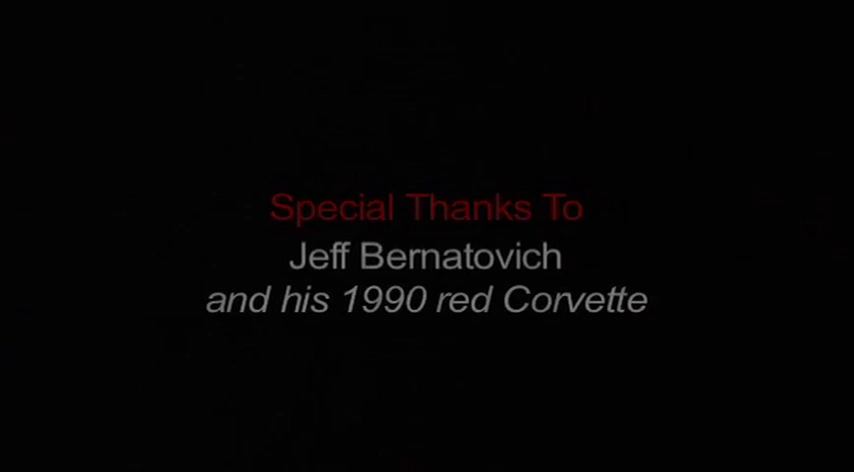 Special Thanks To
Jeff Bernatovich
and his 1990 red Corvette